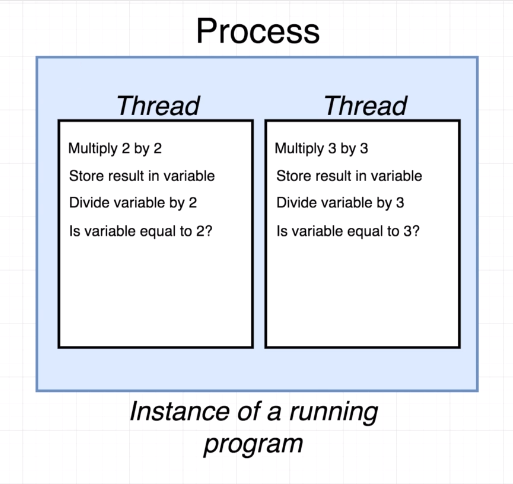 Process
Thread
Multiply 2 by 2
Store result in variable
Divide variable by 2
Is variable equal to 2?
Thread
Multiply 3 by 3
Store result in variable
Divide variable by 3
Is variable equal to 3?
Instance of a running
program